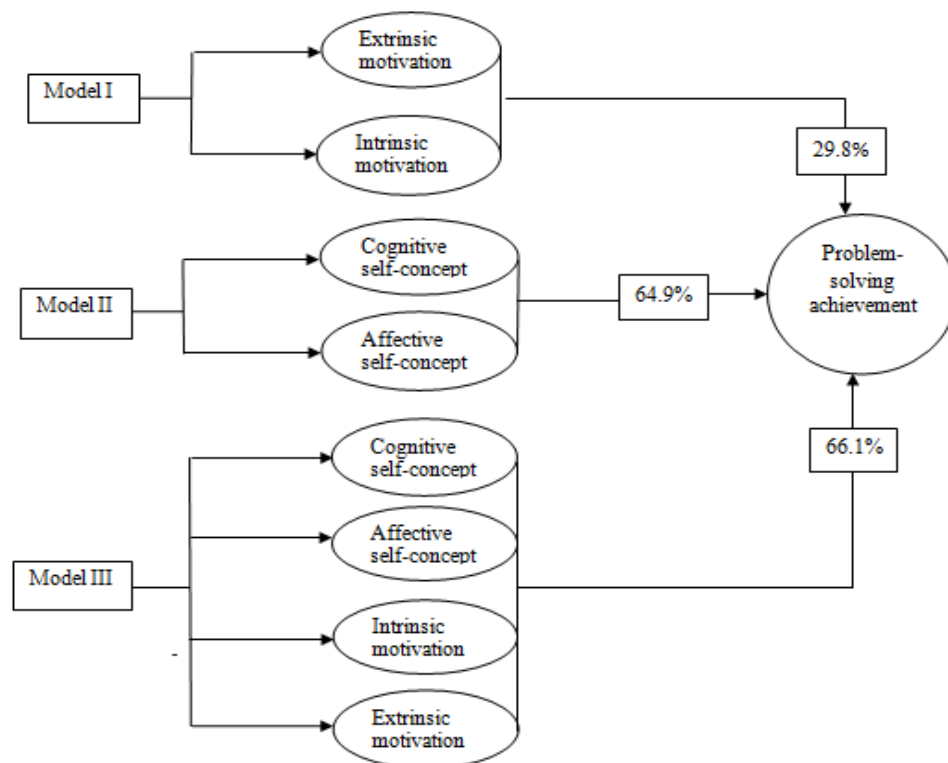 Extrinsic
motivation
Model I
Intrinsic
motivation
29.8%
Cognitive
self-concept
Model II
Affective
self-concept
64.9%
Problem-
solving
achievement
Cognitive
self-concept
Affective
self-concept
Model III
Intrinsic
motivation
Extrinsic
motivation
66.1%
-